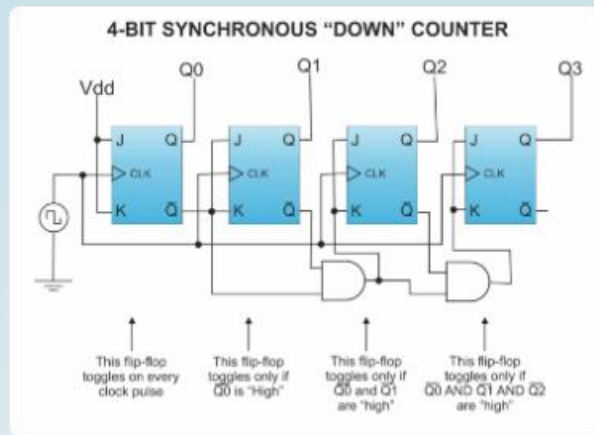 4-BIT SYNCHRONOUS “DOWN” COUNTER
Q0
Q1
Q2
Q3
Vdd
J Q
CLK
K Q̅
J Q
CLK
K Q̅
J Q
CLK
K Q̅
J Q
CLK
K Q̅
This flip-flop
toggles on every
clock pulse
This flip-flop
toggles only if
Q̅0̅ is “High”
This flip-flop
toggles only if
Q̅0̅ and Q̅1̅
are “high”
This flip-flop
toggles only if
Q̅0̅ AND Q̅1̅ AND Q̅2̅
are “high”